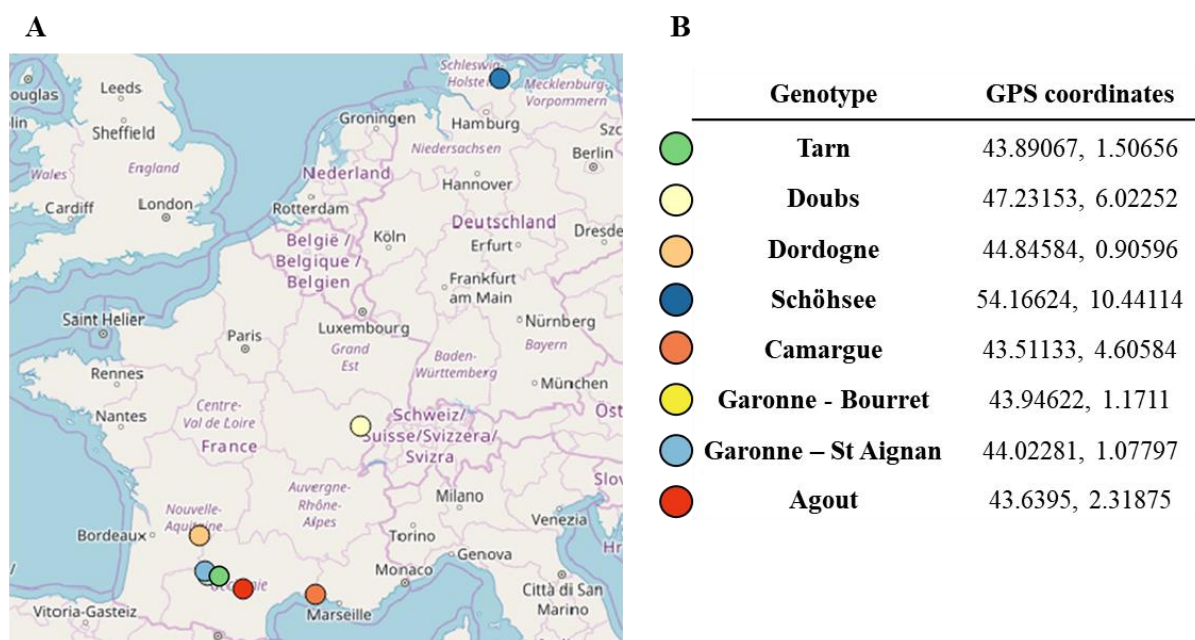 A
B
ouglas
Leeds
Schleswig-
Holstein
Mecklenburg-
Vorpommern
Groningen
Hamburg
lin
Sheffield
Szc
Niedersachsen
Berlin
England
Nederland
Wales
Hannover
Cardiff
London
Rotterdam
Deutschland
België /
Belgique /
Belgien
Köln
Erfurt
Dresde
Frankfurt
am Main
Saint Helier
Luxembourg
Nürnberg
Paris
Grand
Est
Bayern
Baden-
Württemberg
Rennes
München
Nantes
Centre-
Val de Loire
Schweiz/
Öst
France
Suisse/Svizzera/
Svizra
Auvergne-
Rhône-
Alpes
Slov
Milano
Nouvelle-
Aquitaine
Venezia
Bordeaux
Torino
Hr
Genova
Monaco
Occitanie
Città di San
Marino
Marseille
Vitoria-Gasteiz
Genotype GPS coordinates
Tarn 43.89067, 1.50656
Doubs 47.23153, 6.02252
Dordogne 44.84584, 0.90596
Schöhsee 54.16624, 10.44114
Camargue 43.51133, 4.60584
Garonne - Bourret 43.94622, 1.1711
Garonne – St Aignan 44.02281, 1.07797
Agout 43.6395, 2.31875